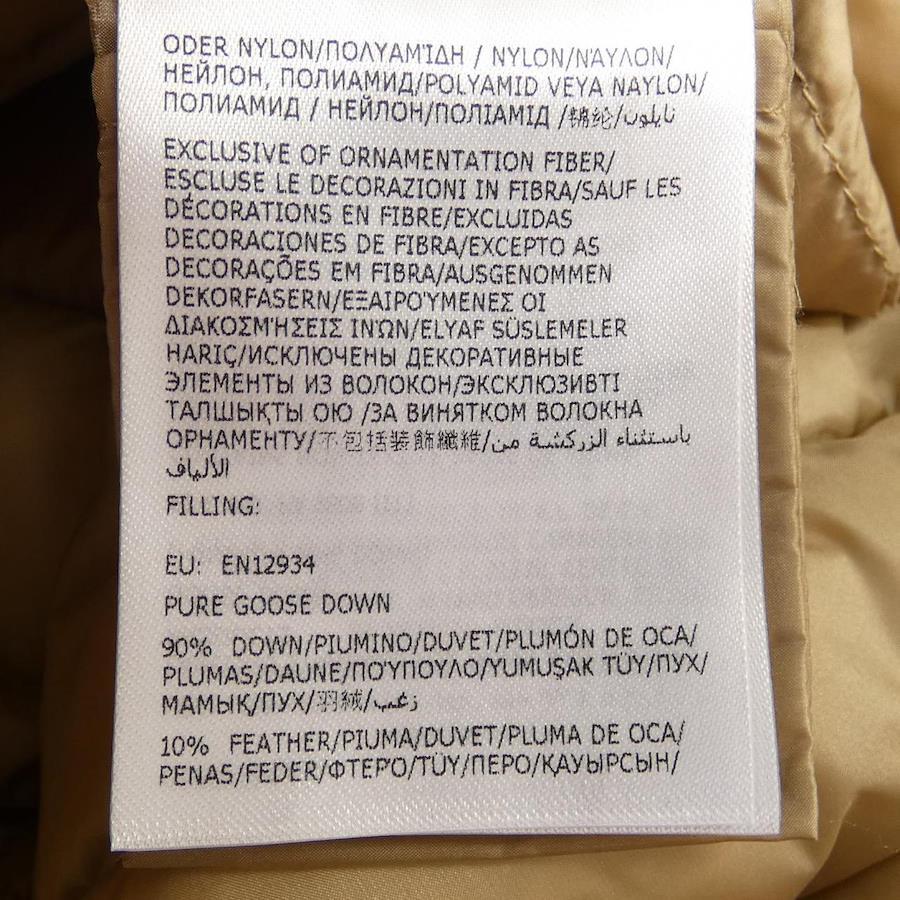 ODER NYLON/ΠΟΛΥΑΜΊΔΗ / NYLON/ΝΆΥΛΟΝ/
НЕЙЛОН, ПОЛИАМИД/POLYAMID VEYA NAYLON/
ПОЛИАМИД / НЕЙЛОН/ПОЛІАМІД /锦纶/نايلون
EXCLUSIVE OF ORNAMENTATION FIBER/
ESCLUSE LE DECORAZIONI IN FIBRA/SAUF LES
DÉCORATIONS EN FIBRE/EXCLUIDAS
DECORACIONES DE FIBRA/EXCEPTO AS
DECORAÇÕES EM FIBRA/AUSGENOMMEN
DEKORFASERN/ΕΞΑΙΡΟΎΜΕΝΕΣ ΟΙ
ΔΙΑΚΟΣΜΉΣΕΙΣ ΙΝΏΝ/ELYAF SÜSLEMELER
HARIÇ/ИСКЛЮЧЕНЫ ДЕКОРАТИВНЫЕ
ЭЛЕМЕНТЫ ИЗ ВОЛОКОН/ЭКСКЛЮЗИВТІ
ТАЛШЫҚТЫ ОЮ /ЗА ВИНЯТКОМ ВОЛОКНА
ОРНАМЕНТУ/不包括装飾纖維/باستثناء الزركشة من
الألياف
FILLING:
EU: EN12934
PURE GOOSE DOWN
90% DOWN/PIUMINO/DUVET/PLUMÓN DE OCA/
PLUMAS/DAUNE/ΠΟΎΠΟΥΛΟ/YUMUŞAK TÜY/ПУХ/
МАМЫҚ/ПУХ/羽絨/زغب
10% FEATHER/PIUMA/DUVET/PLUMA DE OCA/
PENAS/FEDER/ΦΤΕΡΌ/TÜY/ПЕРО/ҚАУЫРСЫН/